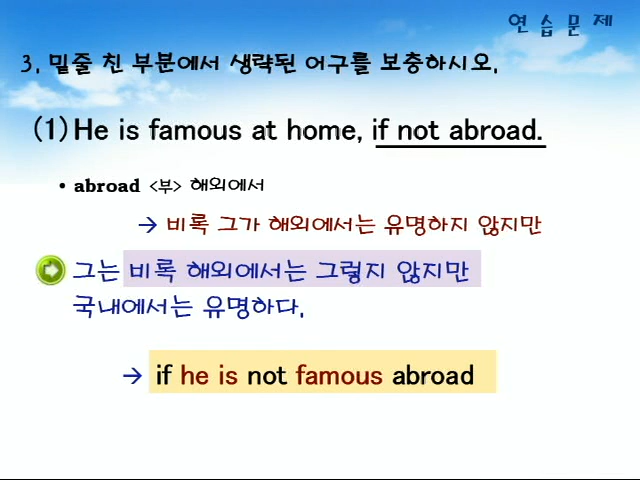 연 습 문 제
3. 밑줄 친 부분에서 생략된 어구를 보충하시오.
(1) He is famous at home, if not abroad.
• abroad <부> 해외에서
→ 비록 그가 해외에서는 유명하지 않지만
그는 비록 해외에서는 그렇지 않지만
국내에서는 유명하다.
→ if he is not famous abroad